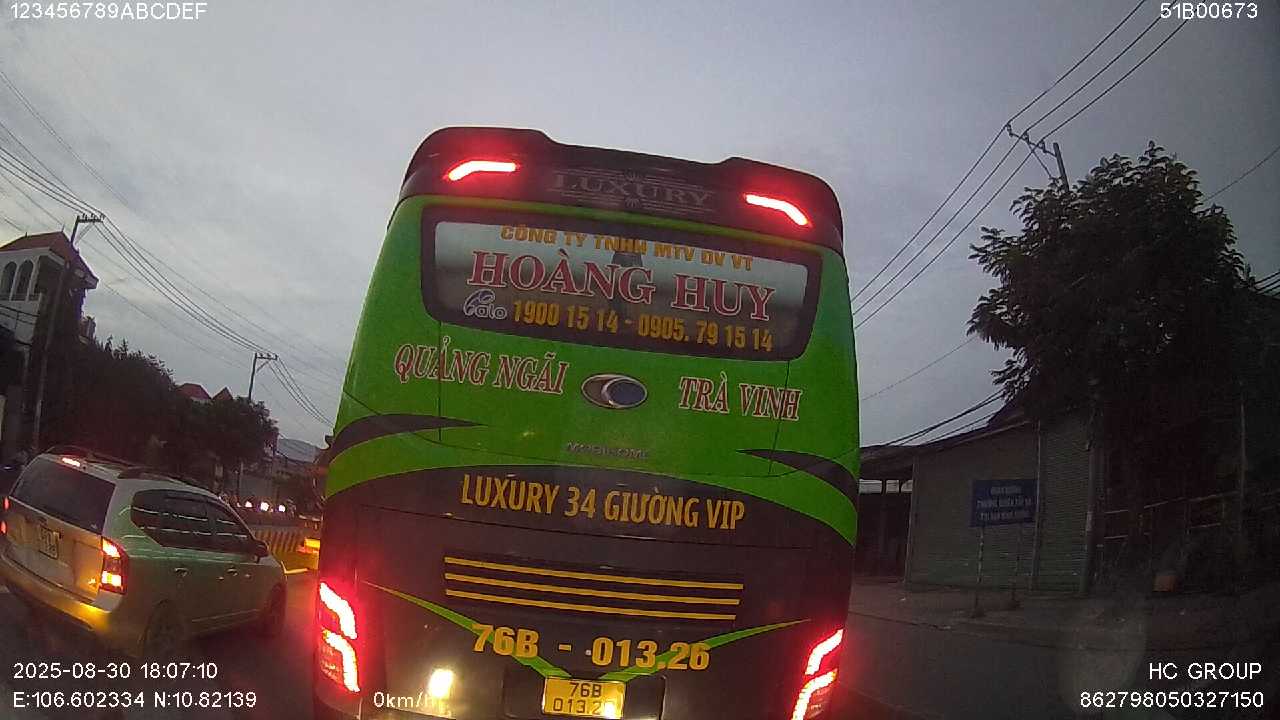 123456789ABCDEF
51B00673
LUXURY
CÔNG TY TNHH MTV DV VT
HOÀNG HUY
Zalo 1900 15 14 - 0905. 79 15 14
QUẢNG NGÃI
TRÀ VINH
MOBIHOME
LUXURY 34 GIƯỜNG VIP
76B - 013.26
76B
2025-08-30 18:07:10
HC GROUP
E:106.602334 N:10.82139
0km/h
862798050327150